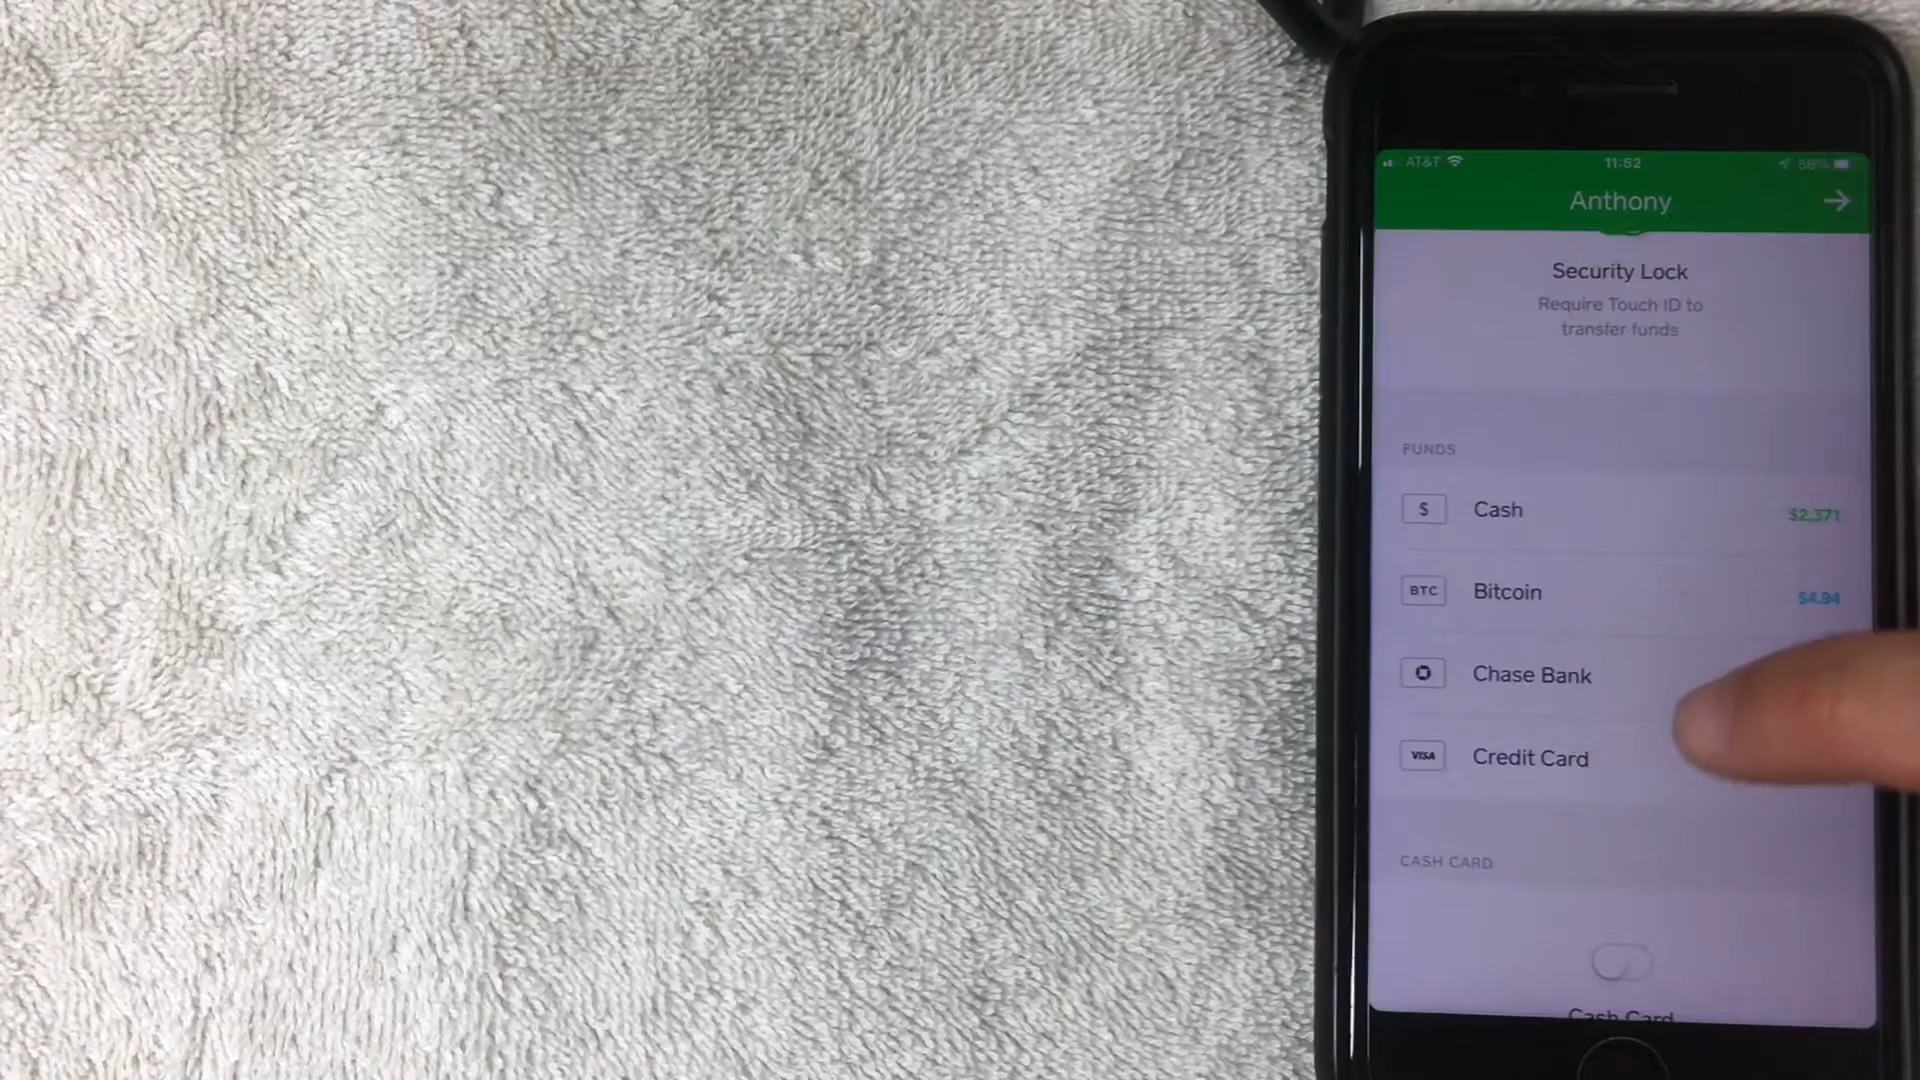 AT&T 11:52 58%
Anthony
Security Lock
Require Touch ID to
transfer funds
FUNDS
$ Cash $2,371
BTC Bitcoin $4.94
Chase Bank
VISA Credit Card
CASH CARD
Cash Card